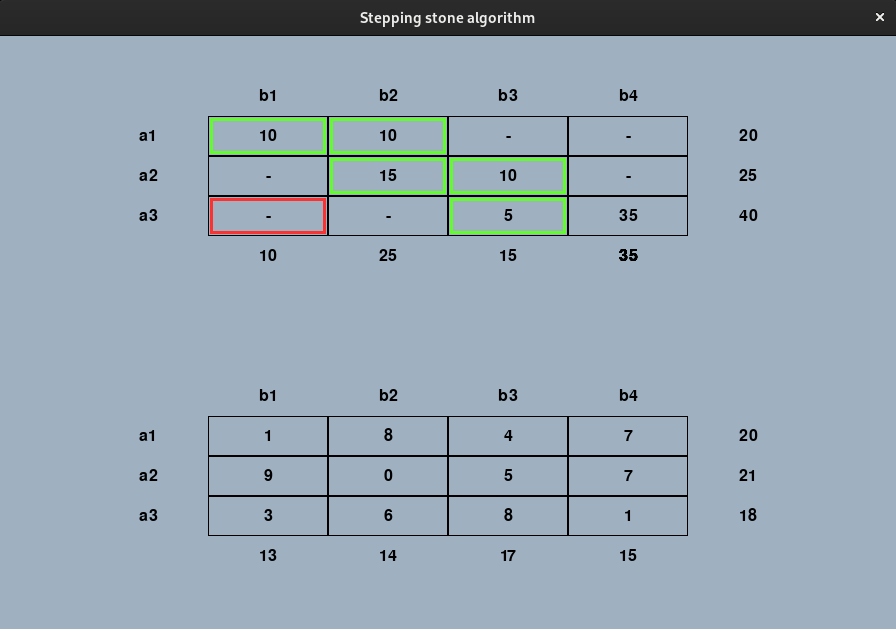 Stepping stone algorithm ×
b1 b2 b3 b4
a1 10 10 - - 20
a2 - 15 10 - 25
a3 - - 5 35 40
10 25 15 35
b1 b2 b3 b4
a1 1 8 4 7 20
a2 9 0 5 7 21
a3 3 6 8 1 18
13 14 17 15